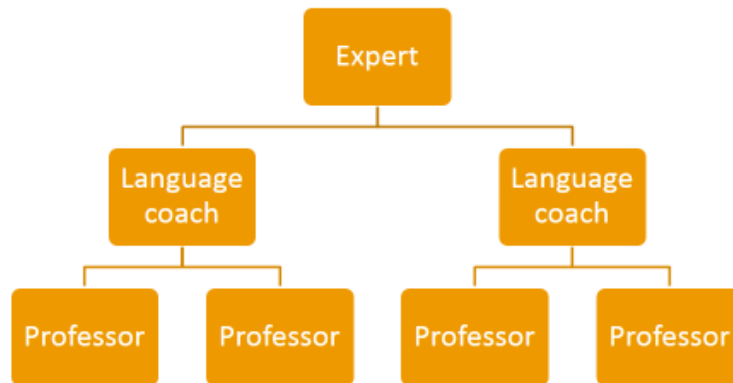 Expert
Language
coach
Language
coach
Professor
Professor
Professor
Professor